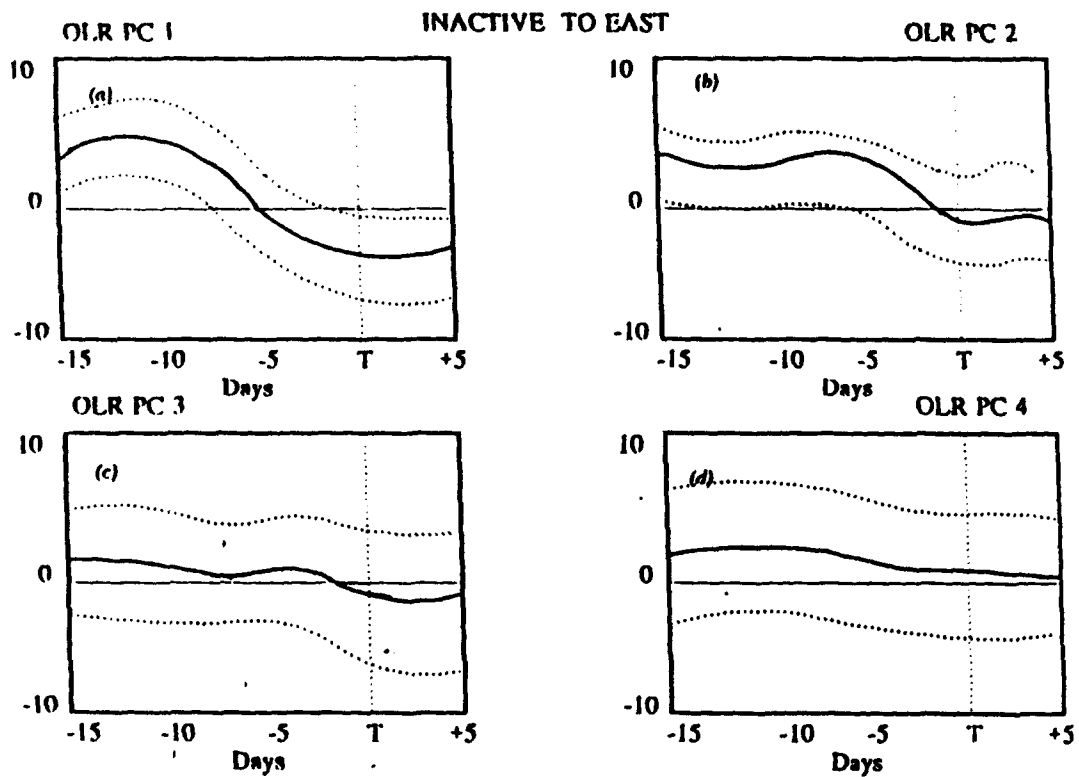 INACTIVE TO EAST
OLR PC 1
OLR PC 2
10
(a)
0
-10
-15 -10 -5 T +5
Days
10
(b)
0
-10
-15 -10 -5 T +5
Days
OLR PC 3
OLR PC 4
10
(c)
0
-10
-15 -10 -5 T +5
Days
10
(d)
0
-10
-15 -10 -5 T +5
Days